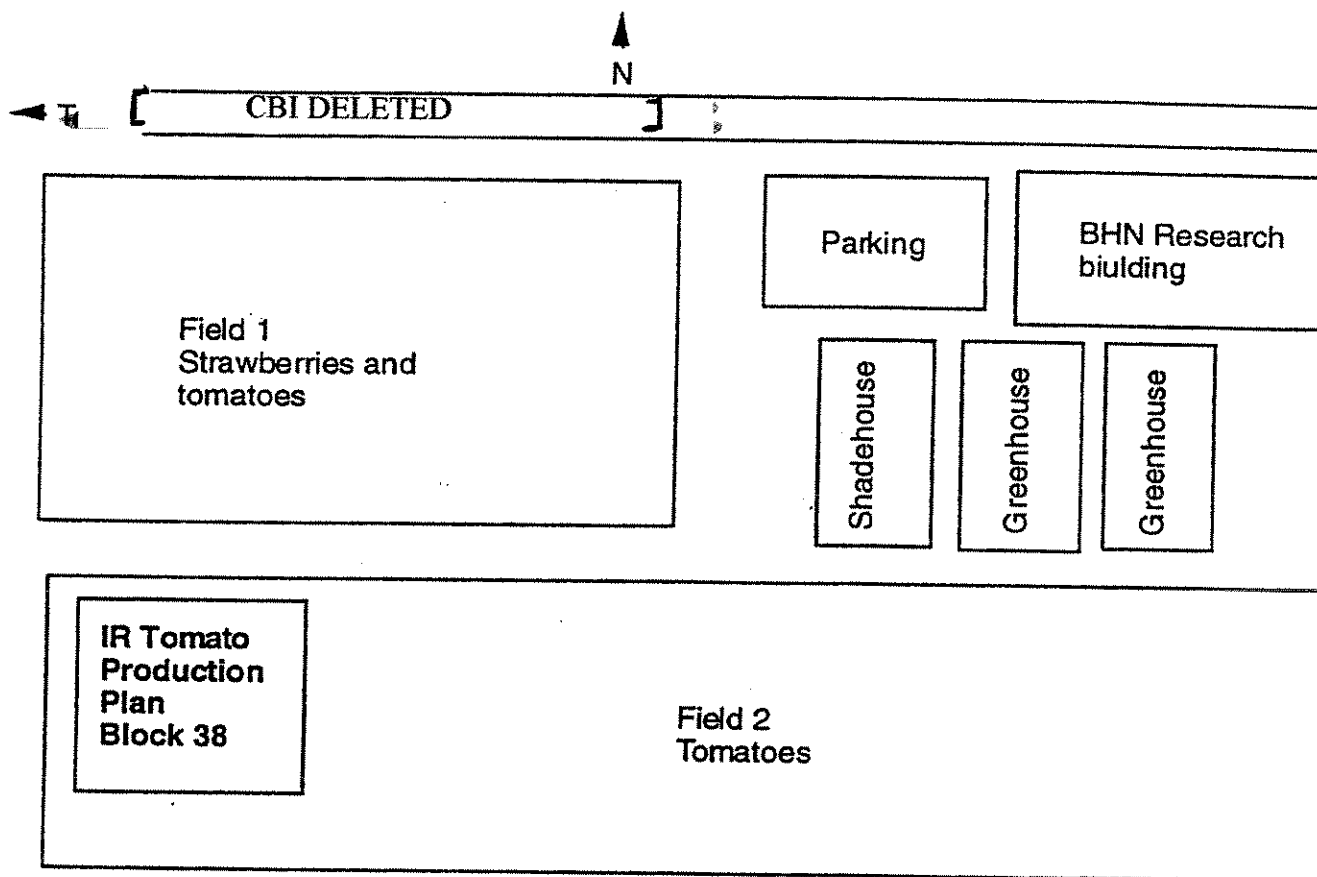 N
CBI DELETED
Parking
BHN Research
biulding
Field 1
Strawberries and
tomatoes
Shadehouse
Greenhouse
Greenhouse
IR Tomato
Production
Plan
Block 38
Field 2
Tomatoes